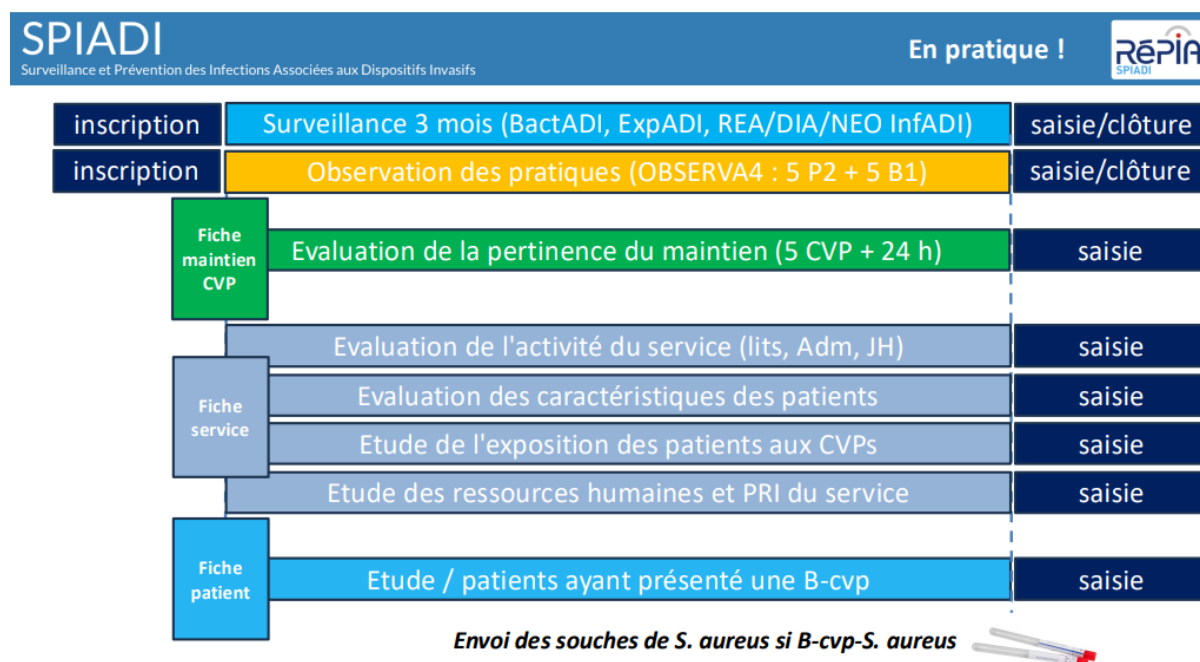 SPIADI
Surveillance et Prévention des Infections Associées aux Dispositifs Invasifs
En pratique !
RéPIA
SPIADI
inscription
Surveillance 3 mois (BactADI, ExpADI, REA/DIA/NEO InfADI)
saisie/clôture
inscription
Observation des pratiques (OBSERVA4 : 5 P2 + 5 B1)
saisie/clôture
Fiche
maintien
CVP
Evaluation de la pertinence du maintien (5 CVP + 24 h)
saisie
Evaluation de l'activité du service (lits, Adm, JH)
saisie
Fiche
service
Evaluation des caractéristiques des patients
saisie
Etude de l'exposition des patients aux CVPs
saisie
Etude des ressources humaines et PRI du service
saisie
Fiche
patient
Etude / patients ayant présenté une B-cvp
saisie
Envoi des souches de S. aureus si B-cvp-S. aureus